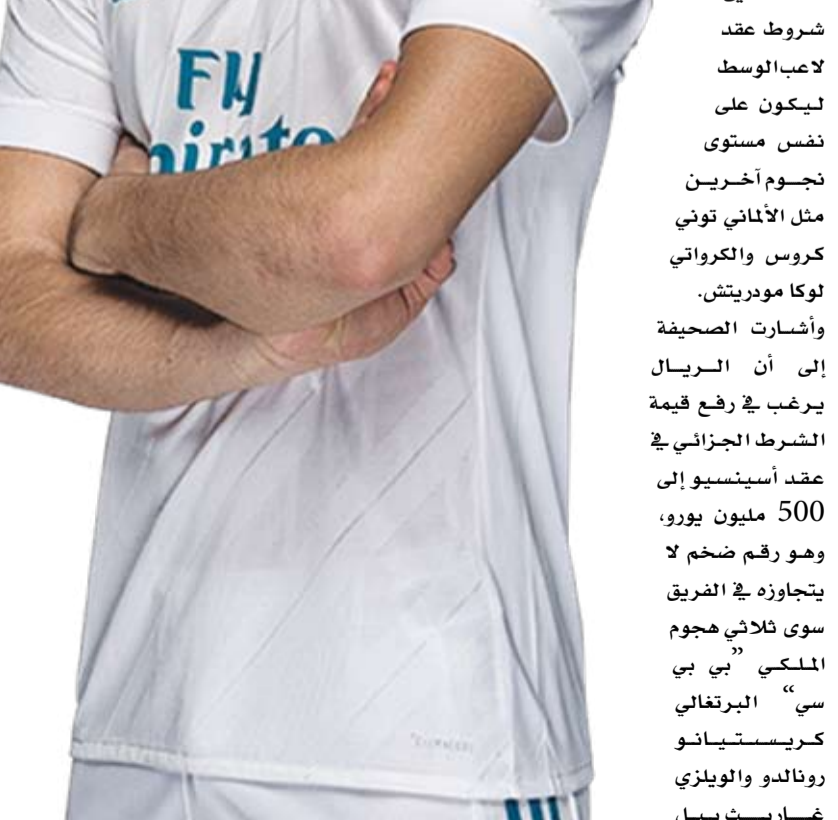 Fly
شروط عقد
لاعب الوسط
ليكون على
نفس مستوى
نجوم آخرين
مثل الألماني توني
كروس والكرواتي
لوكا مودريتش.
وأشارت الصحيفة
إلى أن الريال
يرغب في رفع قيمة
الشرط الجزائي في
عقد أسينسيو إلى
500 مليون يورو،
وهو رقم ضخم لا
يتجاوزه في الفريق
سوى ثلاثي هجوم
الملكي ”بي بي
سي“ البرتغالي
كريستيانو
رونالدو والويلزي
غاريث بيل